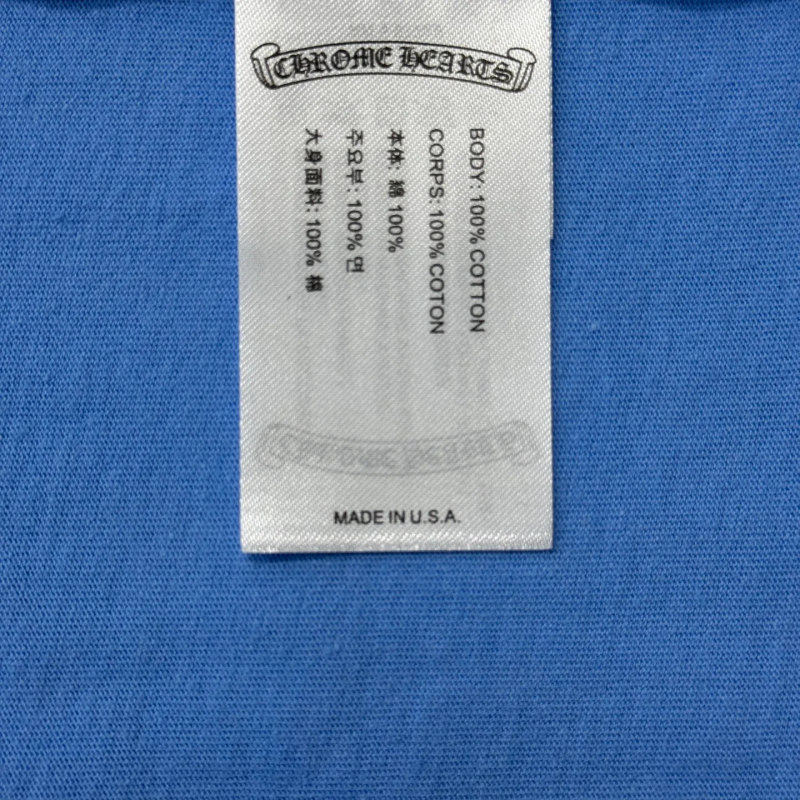 CHROME HEARTS
BODY: 100% COTTON
CORPS: 100% COTON
本体: 綿 100%
주요부: 100% 면
大身面料: 100% 棉
MADE IN U.S.A.